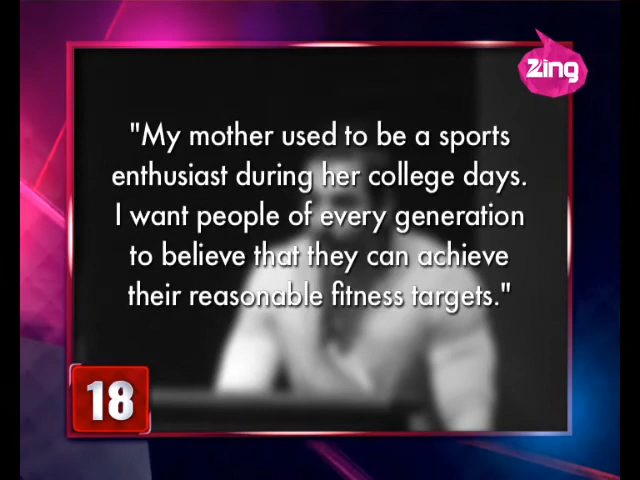 Zing
"My mother used to be a sports
enthusiast during her college days.
I want people of every generation
to believe that they can achieve
their reasonable fitness targets."
18